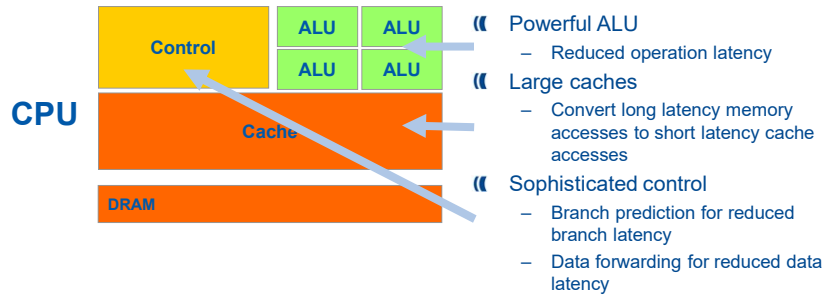 CPU
Control
ALU
ALU
ALU
ALU
Cache
DRAM
Powerful ALU
– Reduced operation latency
Large caches
– Convert long latency memory
accesses to short latency cache
accesses
Sophisticated control
– Branch prediction for reduced
branch latency
– Data forwarding for reduced data
latency